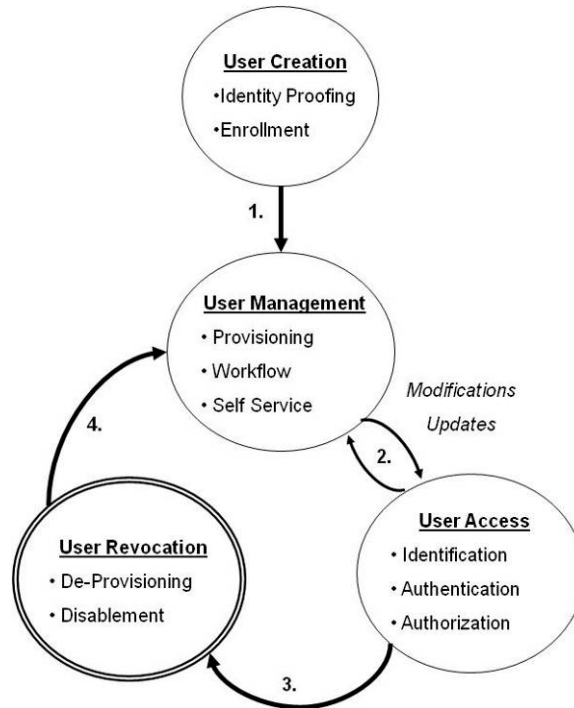 User Creation
•Identity Proofing
•Enrollment
1.
User Management
• Provisioning
• Workflow
• Self Service
Modifications
Updates
2.
4.
User Access
• Identification
• Authentication
• Authorization
User Revocation
• De-Provisioning
• Disablement
3.